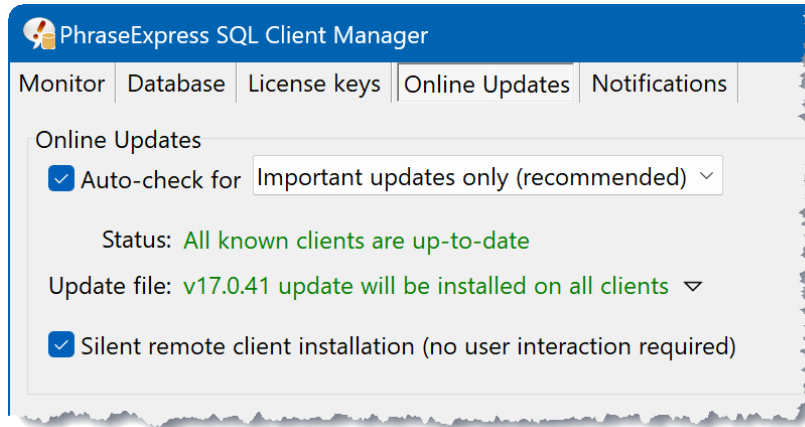 PhraseExpress SQL Client Manager
Monitor Database License keys Online Updates Notifications
Online Updates
Auto-check for Important updates only (recommended)
Status: All known clients are up-to-date
Update file: v17.0.41 update will be installed on all clients
Silent remote client installation (no user interaction required)